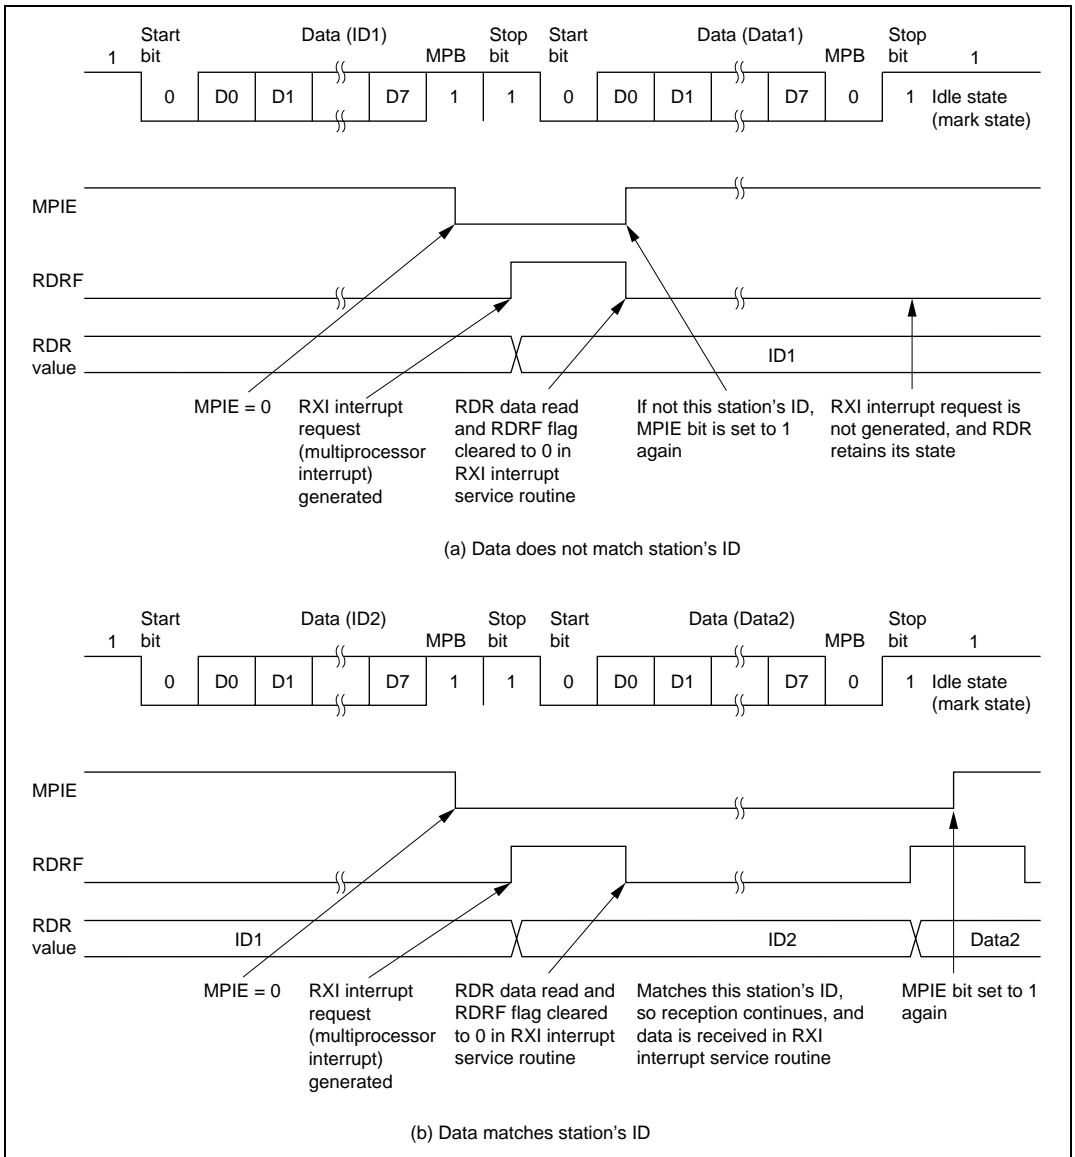 Start Data (ID1) Stop Start Data (Data1) Stop
1 bit MPB bit bit MPB bit 1
0 D0 D1 D7 1 1 0 D0 D1 D7 0 1 Idle state
(mark state)
MPIE
RDRF
RDR
value
ID1
MPIE = 0
RXI interrupt
request
(multiprocessor
interrupt)
generated
RDR data read
and RDRF flag
cleared to 0 in
RXI interrupt
service routine
If not this station's ID,
MPIE bit is set to 1
again
RXI interrupt request is
not generated, and RDR
retains its state
(a) Data does not match station's ID
Start Data (ID2) Stop Start Data (Data2) Stop
1 bit MPB bit bit MPB bit 1
0 D0 D1 D7 1 1 0 D0 D1 D7 0 1 Idle state
(mark state)
MPIE
RDRF
RDR
value
ID1 ID2 Data2
MPIE = 0
RXI interrupt
request
(multiprocessor
interrupt)
generated
RDR data read and
RDRF flag cleared
to 0 in RXI interrupt
service routine
Matches this station's ID,
so reception continues, and
data is received in RXI
interrupt service routine
MPIE bit set to 1
again
(b) Data matches station's ID